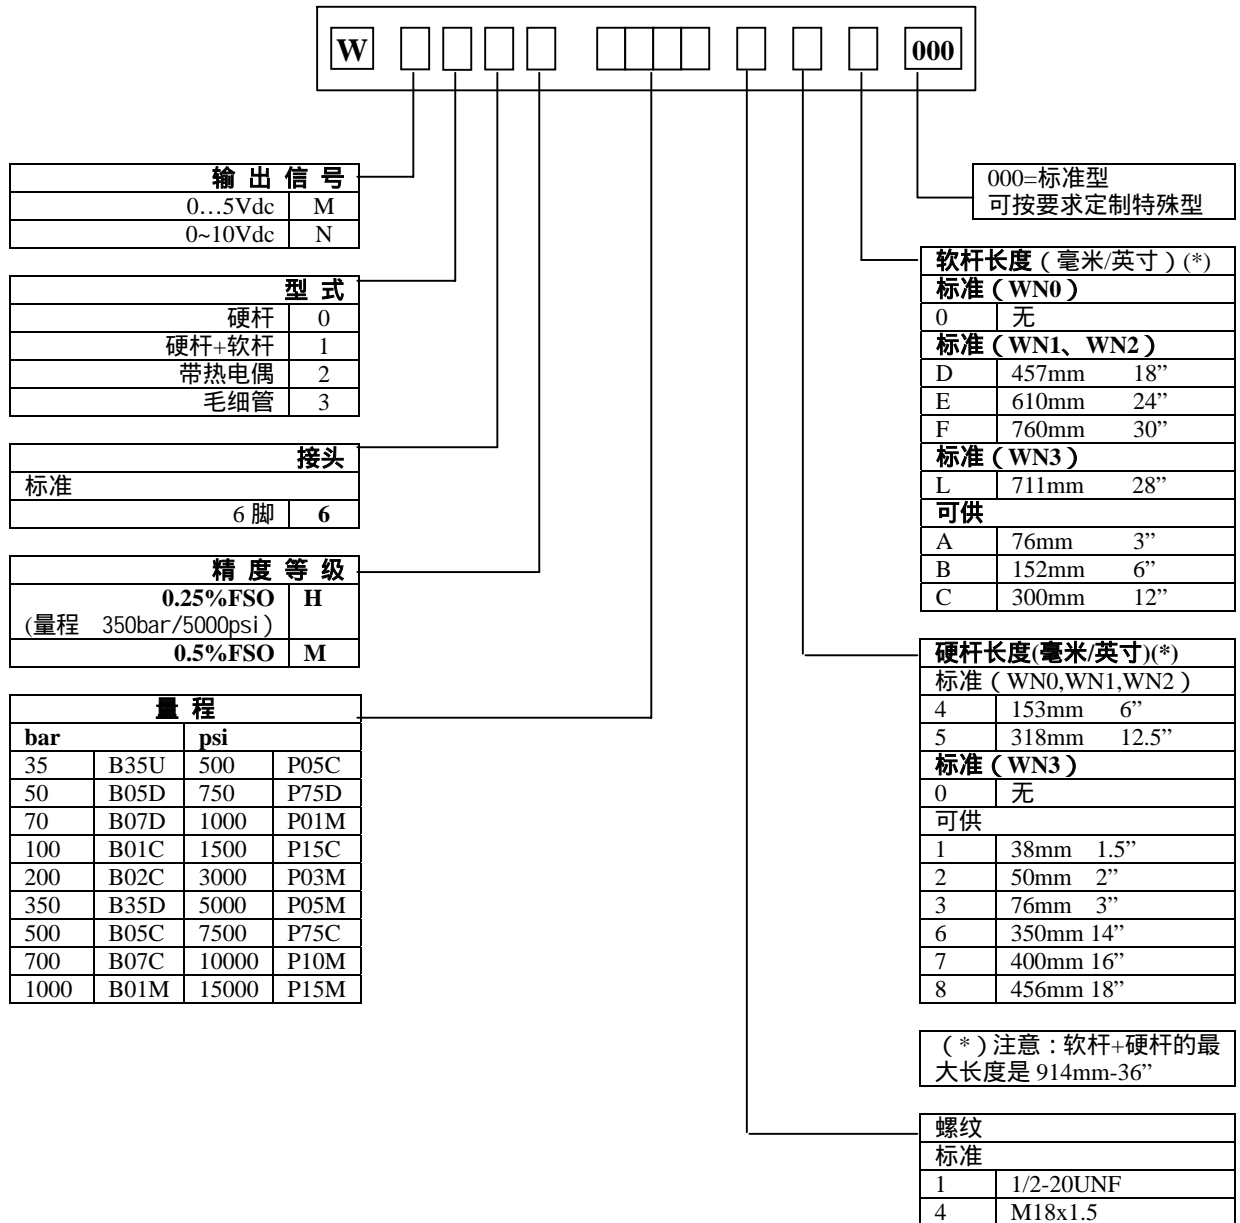 W 000
输 出 信 号
0…5Vdc M
0~10Vdc N
型 式
硬杆 0
硬杆+软杆 1
带热电偶 2
毛细管 3
接头
标准
6 脚 6
精 度 等 级
0.25%FSO H
(量程 350bar/5000psi)
0.5%FSO M
量 程
bar psi
35 B35U 500 P05C
50 B05D 750 P75D
70 B07D 1000 P01M
100 B01C 1500 P15C
200 B02C 3000 P03M
350 B35D 5000 P05M
500 B05C 7500 P75C
700 B07C 10000 P10M
1000 B01M 15000 P15M
000=标准型
可按要求定制特殊型
软杆长度(毫米/英寸)(*)
标准(WN0)
0 无
标准(WN1、WN2)
D 457mm 18”
E 610mm 24”
F 760mm 30”
标准(WN3)
L 711mm 28”
可供
A 76mm 3”
B 152mm 6”
C 300mm 12”
硬杆长度(毫米/英寸)(*)
标准(WN0,WN1,WN2)
4 153mm 6”
5 318mm 12.5”
标准(WN3)
0 无
可供
1 38mm 1.5”
2 50mm 2”
3 76mm 3”
6 350mm 14”
7 400mm 16”
8 456mm 18”
(*)注意:软杆+硬杆的最
大长度是 914mm-36”
螺纹
标准
1 1/2-20UNF
4 M18x1.5